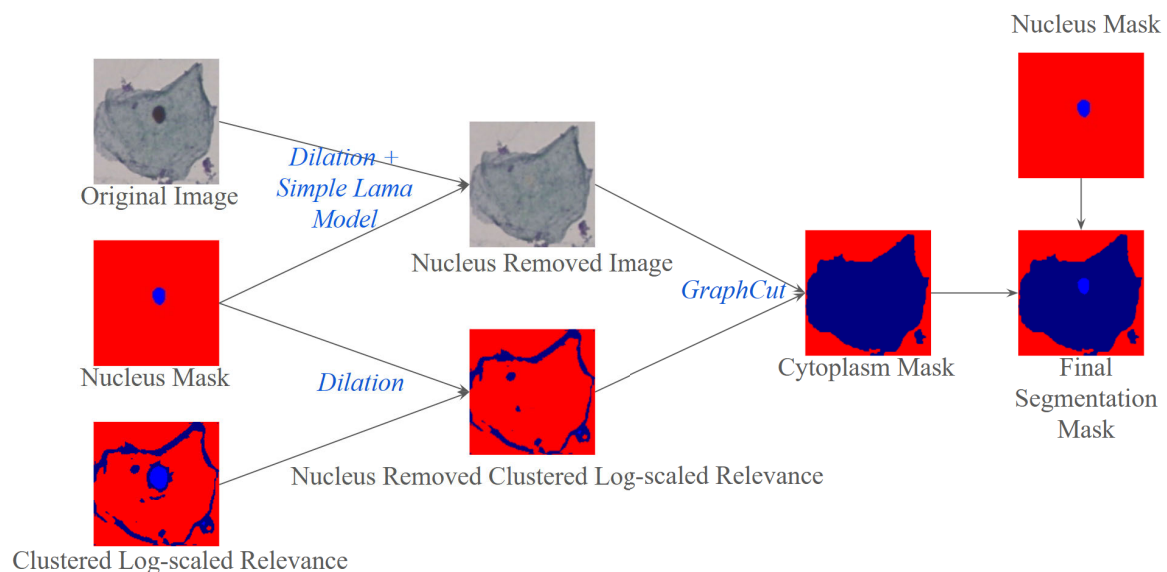 Nucleus Mask
Original Image
Dilation +
Simple Lama
Model
Nucleus Removed Image
GraphCut
Nucleus Mask
Dilation
Cytoplasm Mask
Final
Segmentation
Mask
Nucleus Removed Clustered Log-scaled Relevance
Clustered Log-scaled Relevance